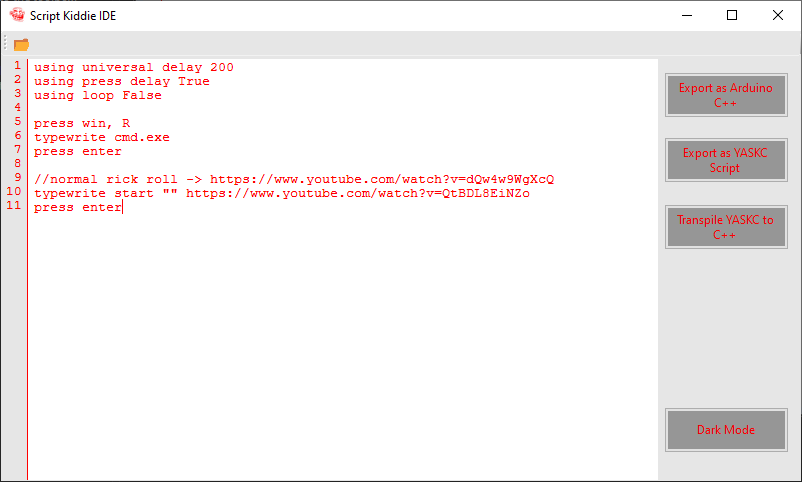 Script Kiddie IDE
1 using universal delay 200
2 using press delay True
3 using loop False
4
5 press win, R
6 typewrite cmd.exe
7 press enter
8
9 //normal rick roll -> https://www.youtube.com/watch?v=dQw4w9WgXcQ
10 typewrite start "" https://www.youtube.com/watch?v=QtBDL8EiNZo
11 press enter
Export as Arduino
C++
Export as YASKC
Script
Transpile YASKC to
C++
Dark Mode